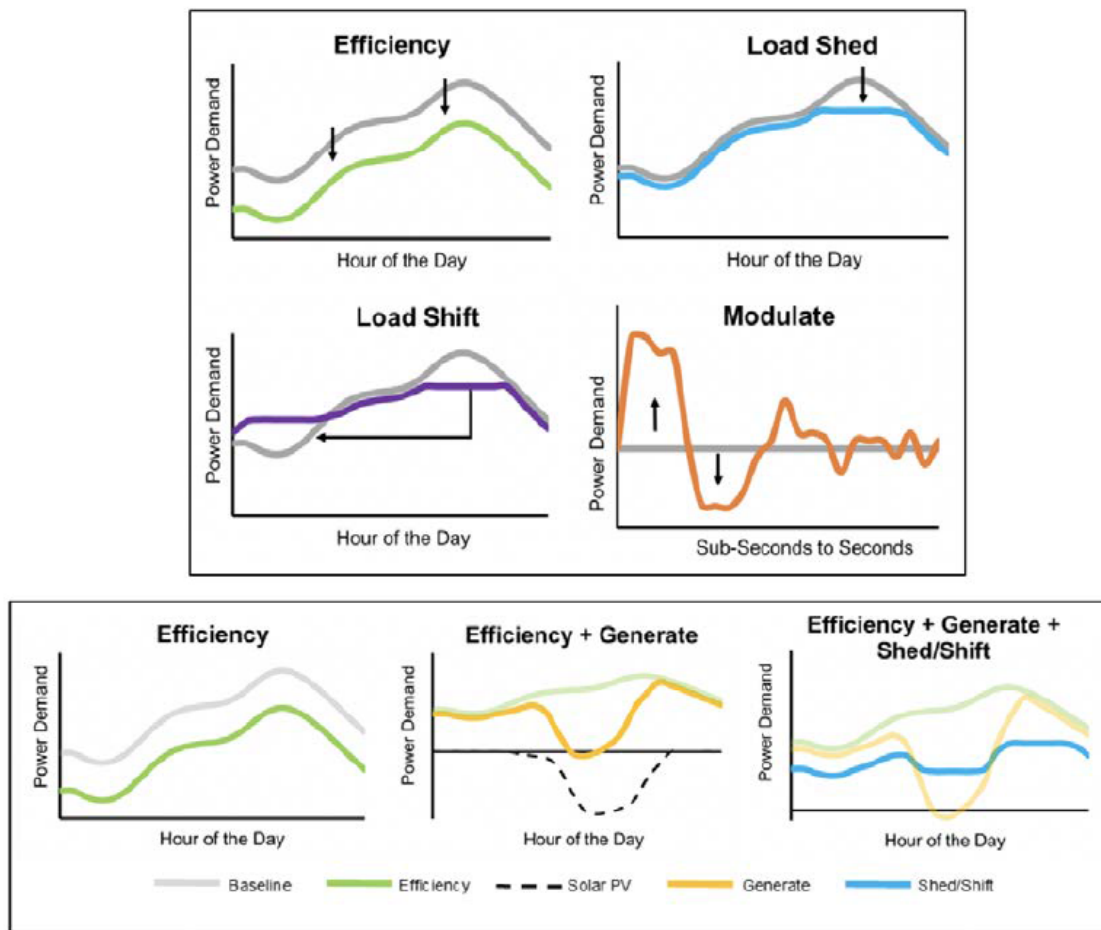 Efficiency
Power Demand
Hour of the Day
Load Shed
Power Demand
Hour of the Day
Load Shift
Power Demand
Hour of the Day
Modulate
Power Demand
Sub-Seconds to Seconds
Efficiency
Power Demand
Hour of the Day
Efficiency + Generate
Power Demand
Hour of the Day
Efficiency + Generate +
Shed/Shift
Power Demand
Hour of the Day
Baseline
Efficiency
Solar PV
Generate
Shed/Shift